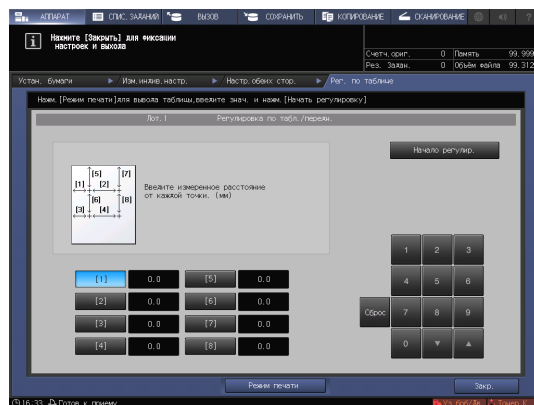 АППАРАТ
СПИС. ЗАДАНИЙ
ВЫЗОВ
СОХРАНИТЬ
КОПИРОВАНИЕ
СКАНИРОВАНИЕ
?
Нажмите [Закрыть] для фиксации
настроек и выхода
Счетч.ориг. 0 Память 99.999
Рез. Задан. 0 Объём файла 99.312
Устан. бумаги
Изм.индив.настр.
Настр.обеих стор.
Рег. по таблице
Нажм.[Режим печати]для вывода таблицы,введите знач. и нажм.[Начать регулировку]
Лот.1 Регулировка по табл./передн.
Начало регулир.
[5] [7]
[1] [2]
[6] [8]
[3] [4]
Введите измеренное расстояние
от каждой точки. (мм)
[1] 0.0 [5] 0.0
[2] 0.0 [6] 0.0
[3] 0.0 [7] 0.0
[4] 0.0 [8] 0.0
1 2 3
4 5 6
Сброс 7 8 9
0
Режим печати
Закр.
16:33 Готов к приему